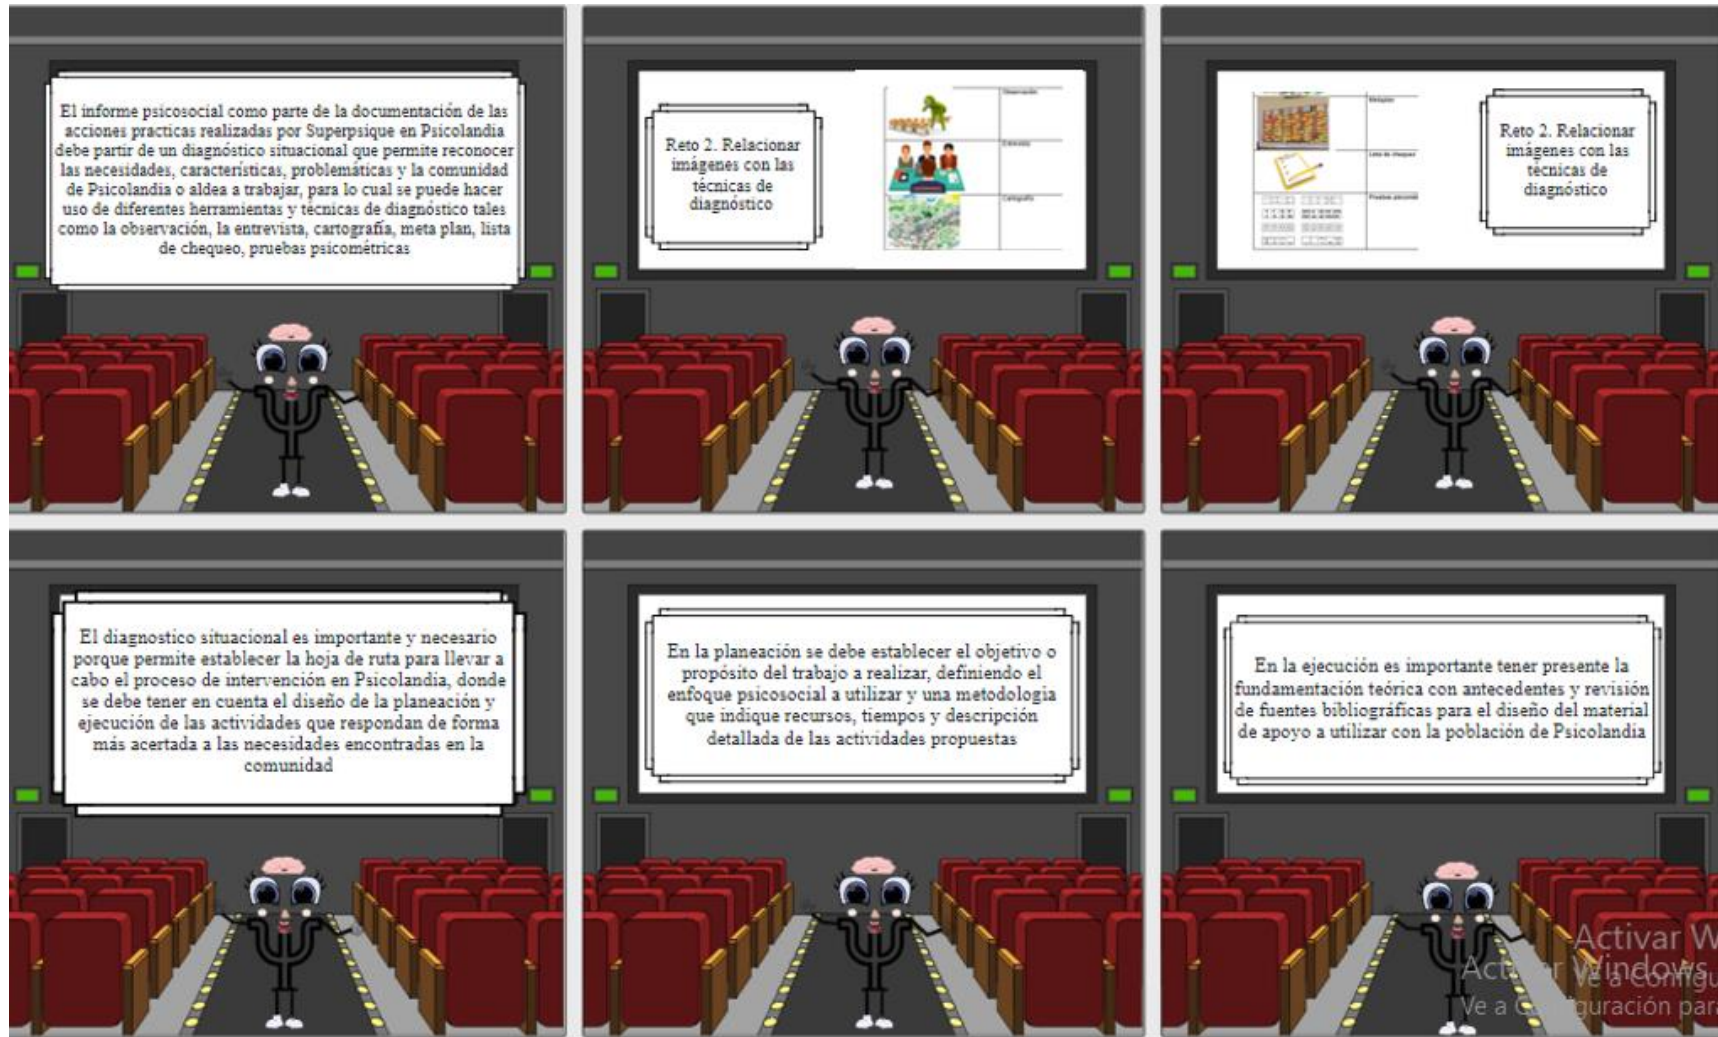 El informe psicosocial como parte de la documentación de las
acciones practicas realizadas por Superpsique en Psicolandia
debe partir de un diagnóstico situacional que permite reconocer
las necesidades, características, problemáticas y la comunidad
de Psicolandia o aldea a trabajar, para lo cual se puede hacer
uso de diferentes herramientas y técnicas de diagnóstico tales
como la observación, la entrevista, cartografía, meta plan, lista
de chequeo, pruebas psicométricas
Reto 2. Relacionar
imágenes con las
técnicas de
diagnóstico
Observación
Entrevista
Cartografía
Metaplan
Lista de chequeo
Reto 2. Relacionar
imágenes con las
técnicas de
diagnóstico
El diagnostico situacional es importante y necesario
porque permite establecer la hoja de ruta para llevar a
cabo el proceso de intervención en Psicolandia, donde
se debe tener en cuenta el diseño de la planeación y
ejecución de las actividades que respondan de forma
más acertada a las necesidades encontradas en la
comunidad
En la planeación se debe establecer el objetivo o
propósito del trabajo a realizar, definiendo el
enfoque psicosocial a utilizar y una metodología
que indique recursos, tiempos y descripción
detallada de las actividades propuestas
En la ejecución es importante tener presente la
fundamentación teórica con antecedentes y revisión
de fuentes bibliográficas para el diseño del material
de apoyo a utilizar con la población de Psicolandia
Activar W
Activar Windows
Ve a Configu
Ve a Configuración para